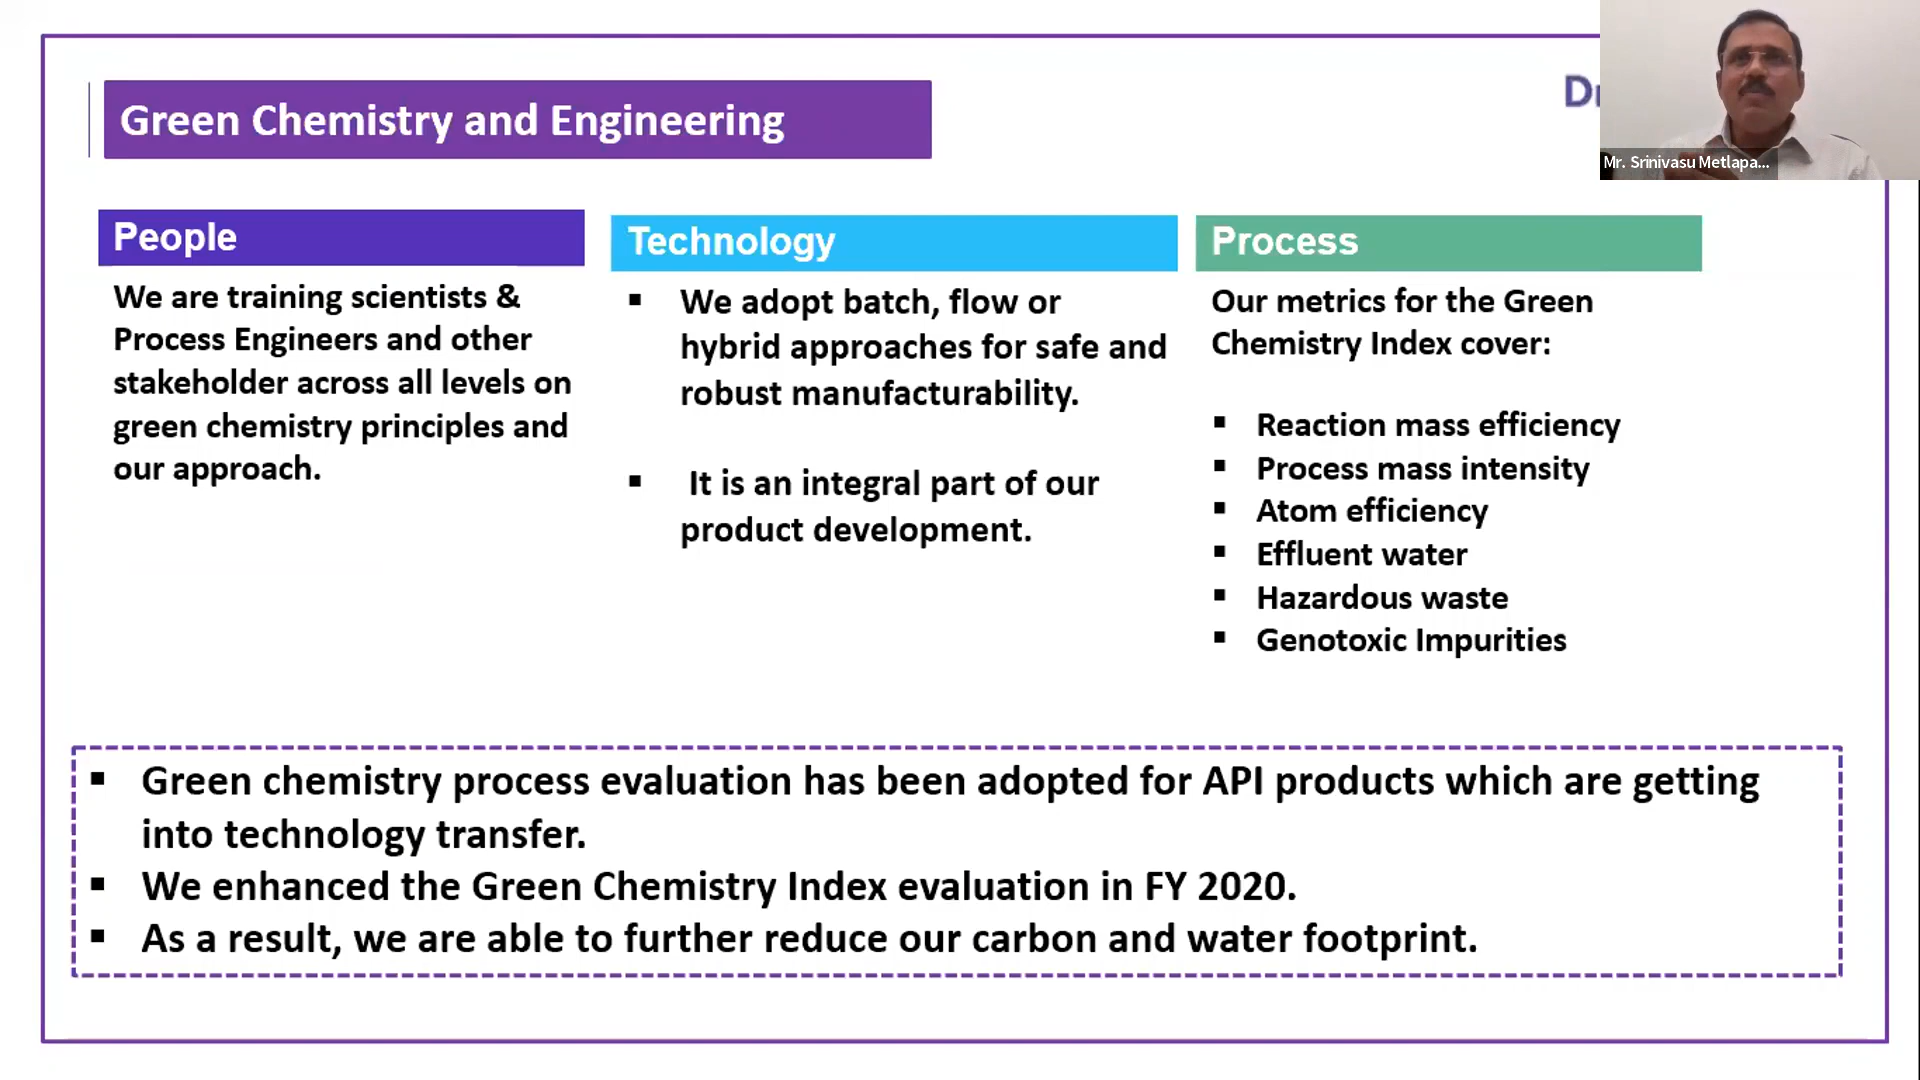 Green Chemistry and Engineering
Mr. Srinivasu Metlapa...
People
We are training scientists &
Process Engineers and other
stakeholder across all levels on
green chemistry principles and
our approach.
Technology
▪ We adopt batch, flow or
hybrid approaches for safe and
robust manufacturability.
▪ It is an integral part of our
product development.
Process
Our metrics for the Green
Chemistry Index cover:
▪ Reaction mass efficiency
▪ Process mass intensity
▪ Atom efficiency
▪ Effluent water
▪ Hazardous waste
▪ Genotoxic Impurities
▪ Green chemistry process evaluation has been adopted for API products which are getting
into technology transfer.
▪ We enhanced the Green Chemistry Index evaluation in FY 2020.
▪ As a result, we are able to further reduce our carbon and water footprint.